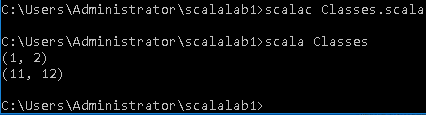 C:\Users\Administrator\scalalab1>scalac Classes.scala
C:\Users\Administrator\scalalab1>scala Classes
(1, 2)
(11, 12)
C:\Users\Administrator\scalalab1>